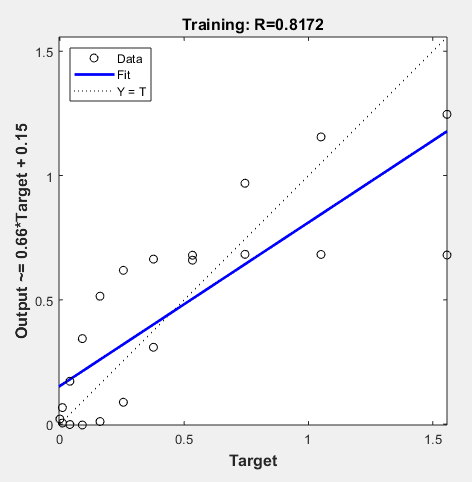 Training: R=0.8172
Data
Fit
Y = T
Output ~= 0.66*Target + 0.15
1.5
1
0.5
0
0
0.5
1
1.5
Target